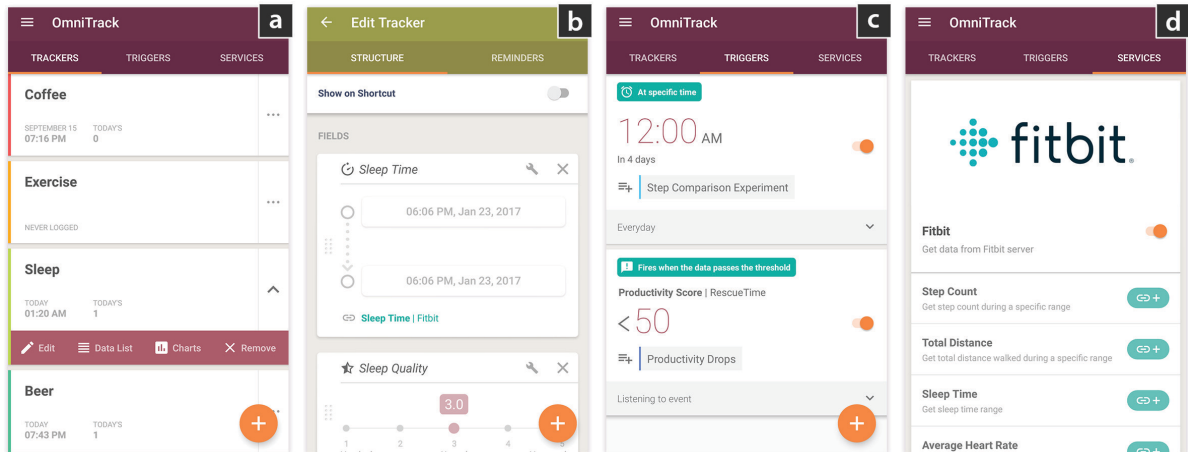 OmniTrack
a
TRACKERS TRIGGERS SERVICES
Coffee
SEPTEMBER 15 TODAY'S
07:16 PM 0
Exercise
NEVER LOGGED
Sleep
TODAY TODAY'S
01:20 AM 1
Edit Data List Charts Remove
Beer
TODAY TODAY'S
07:43 PM 1
Edit Tracker
b
STRUCTURE REMINDERS
Show on Shortcut
FIELDS
Sleep Time
06:06 PM, Jan 23, 2017
06:06 PM, Jan 23, 2017
Sleep Time | Fitbit
Sleep Quality
3.0
1 2 3 4 5
OmniTrack
c
TRACKERS TRIGGERS SERVICES
At specific time
12:00 AM
In 4 days
Step Comparison Experiment
Everyday
Fires when the data passes the threshold
Productivity Score | RescueTime
<50
Productivity Drops
Listening to event
OmniTrack
d
TRACKERS TRIGGERS SERVICES
fitbit.
Fitbit
Get data from Fitbit server
Step Count
Get step count during a specific range
Total Distance
Get total distance walked during a specific range
Sleep Time
Get sleep time range
Average Heart Rate